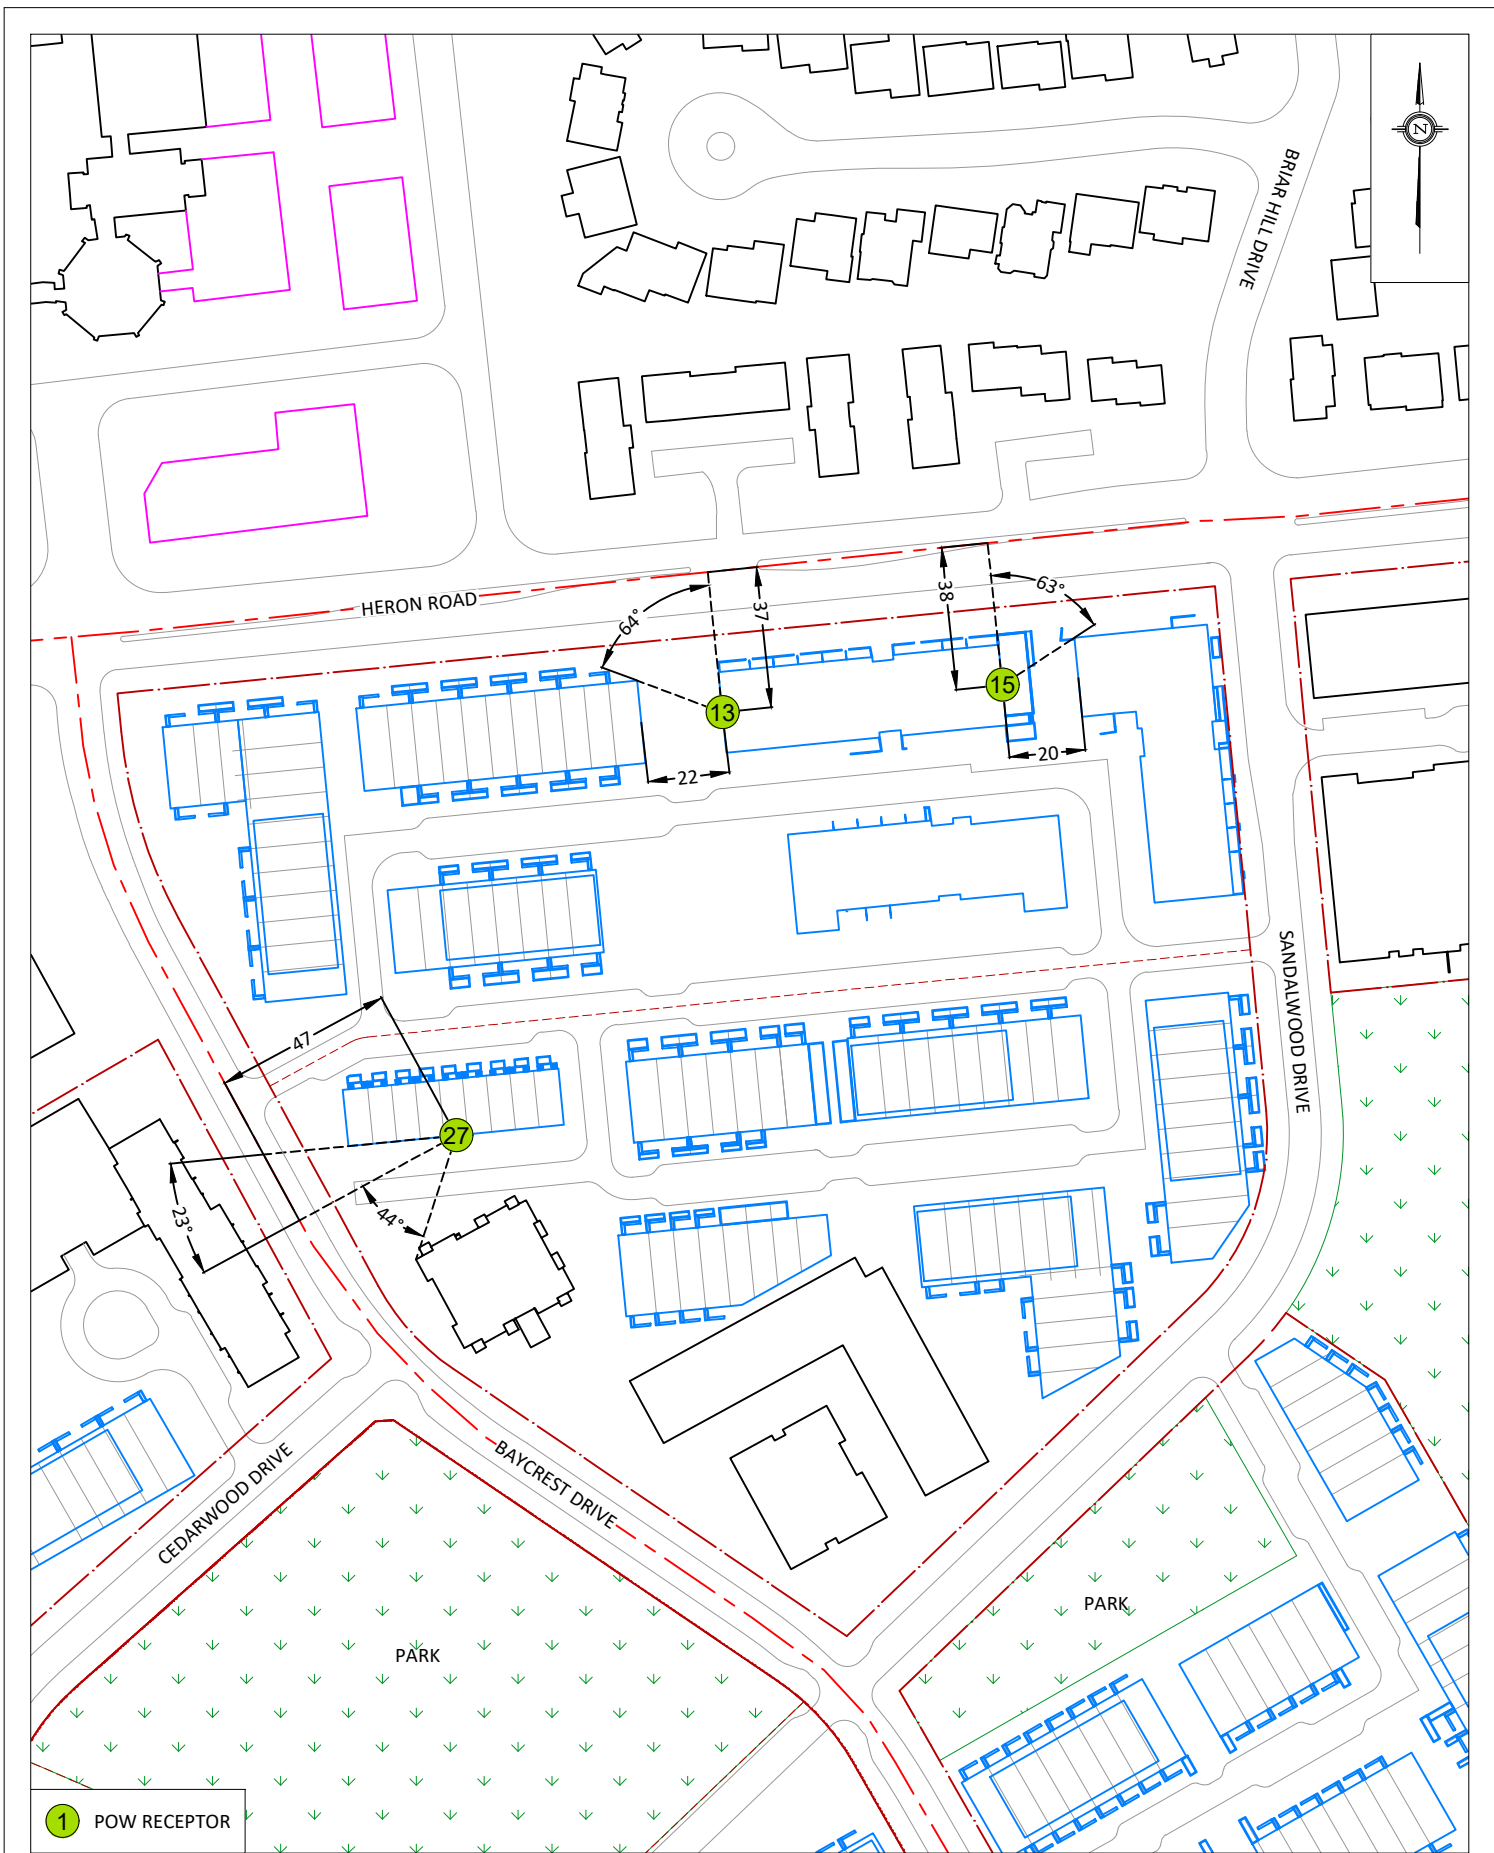 N
BRIAR HILL DRIVE
HERON ROAD
64°
37
38
63°
13
15
22
20
SANDALWOOD DRIVE
47
27
23°
44°
CEDARWOOD DRIVE
BAYCREST DRIVE
PARK
PARK
1 POW RECEPTOR